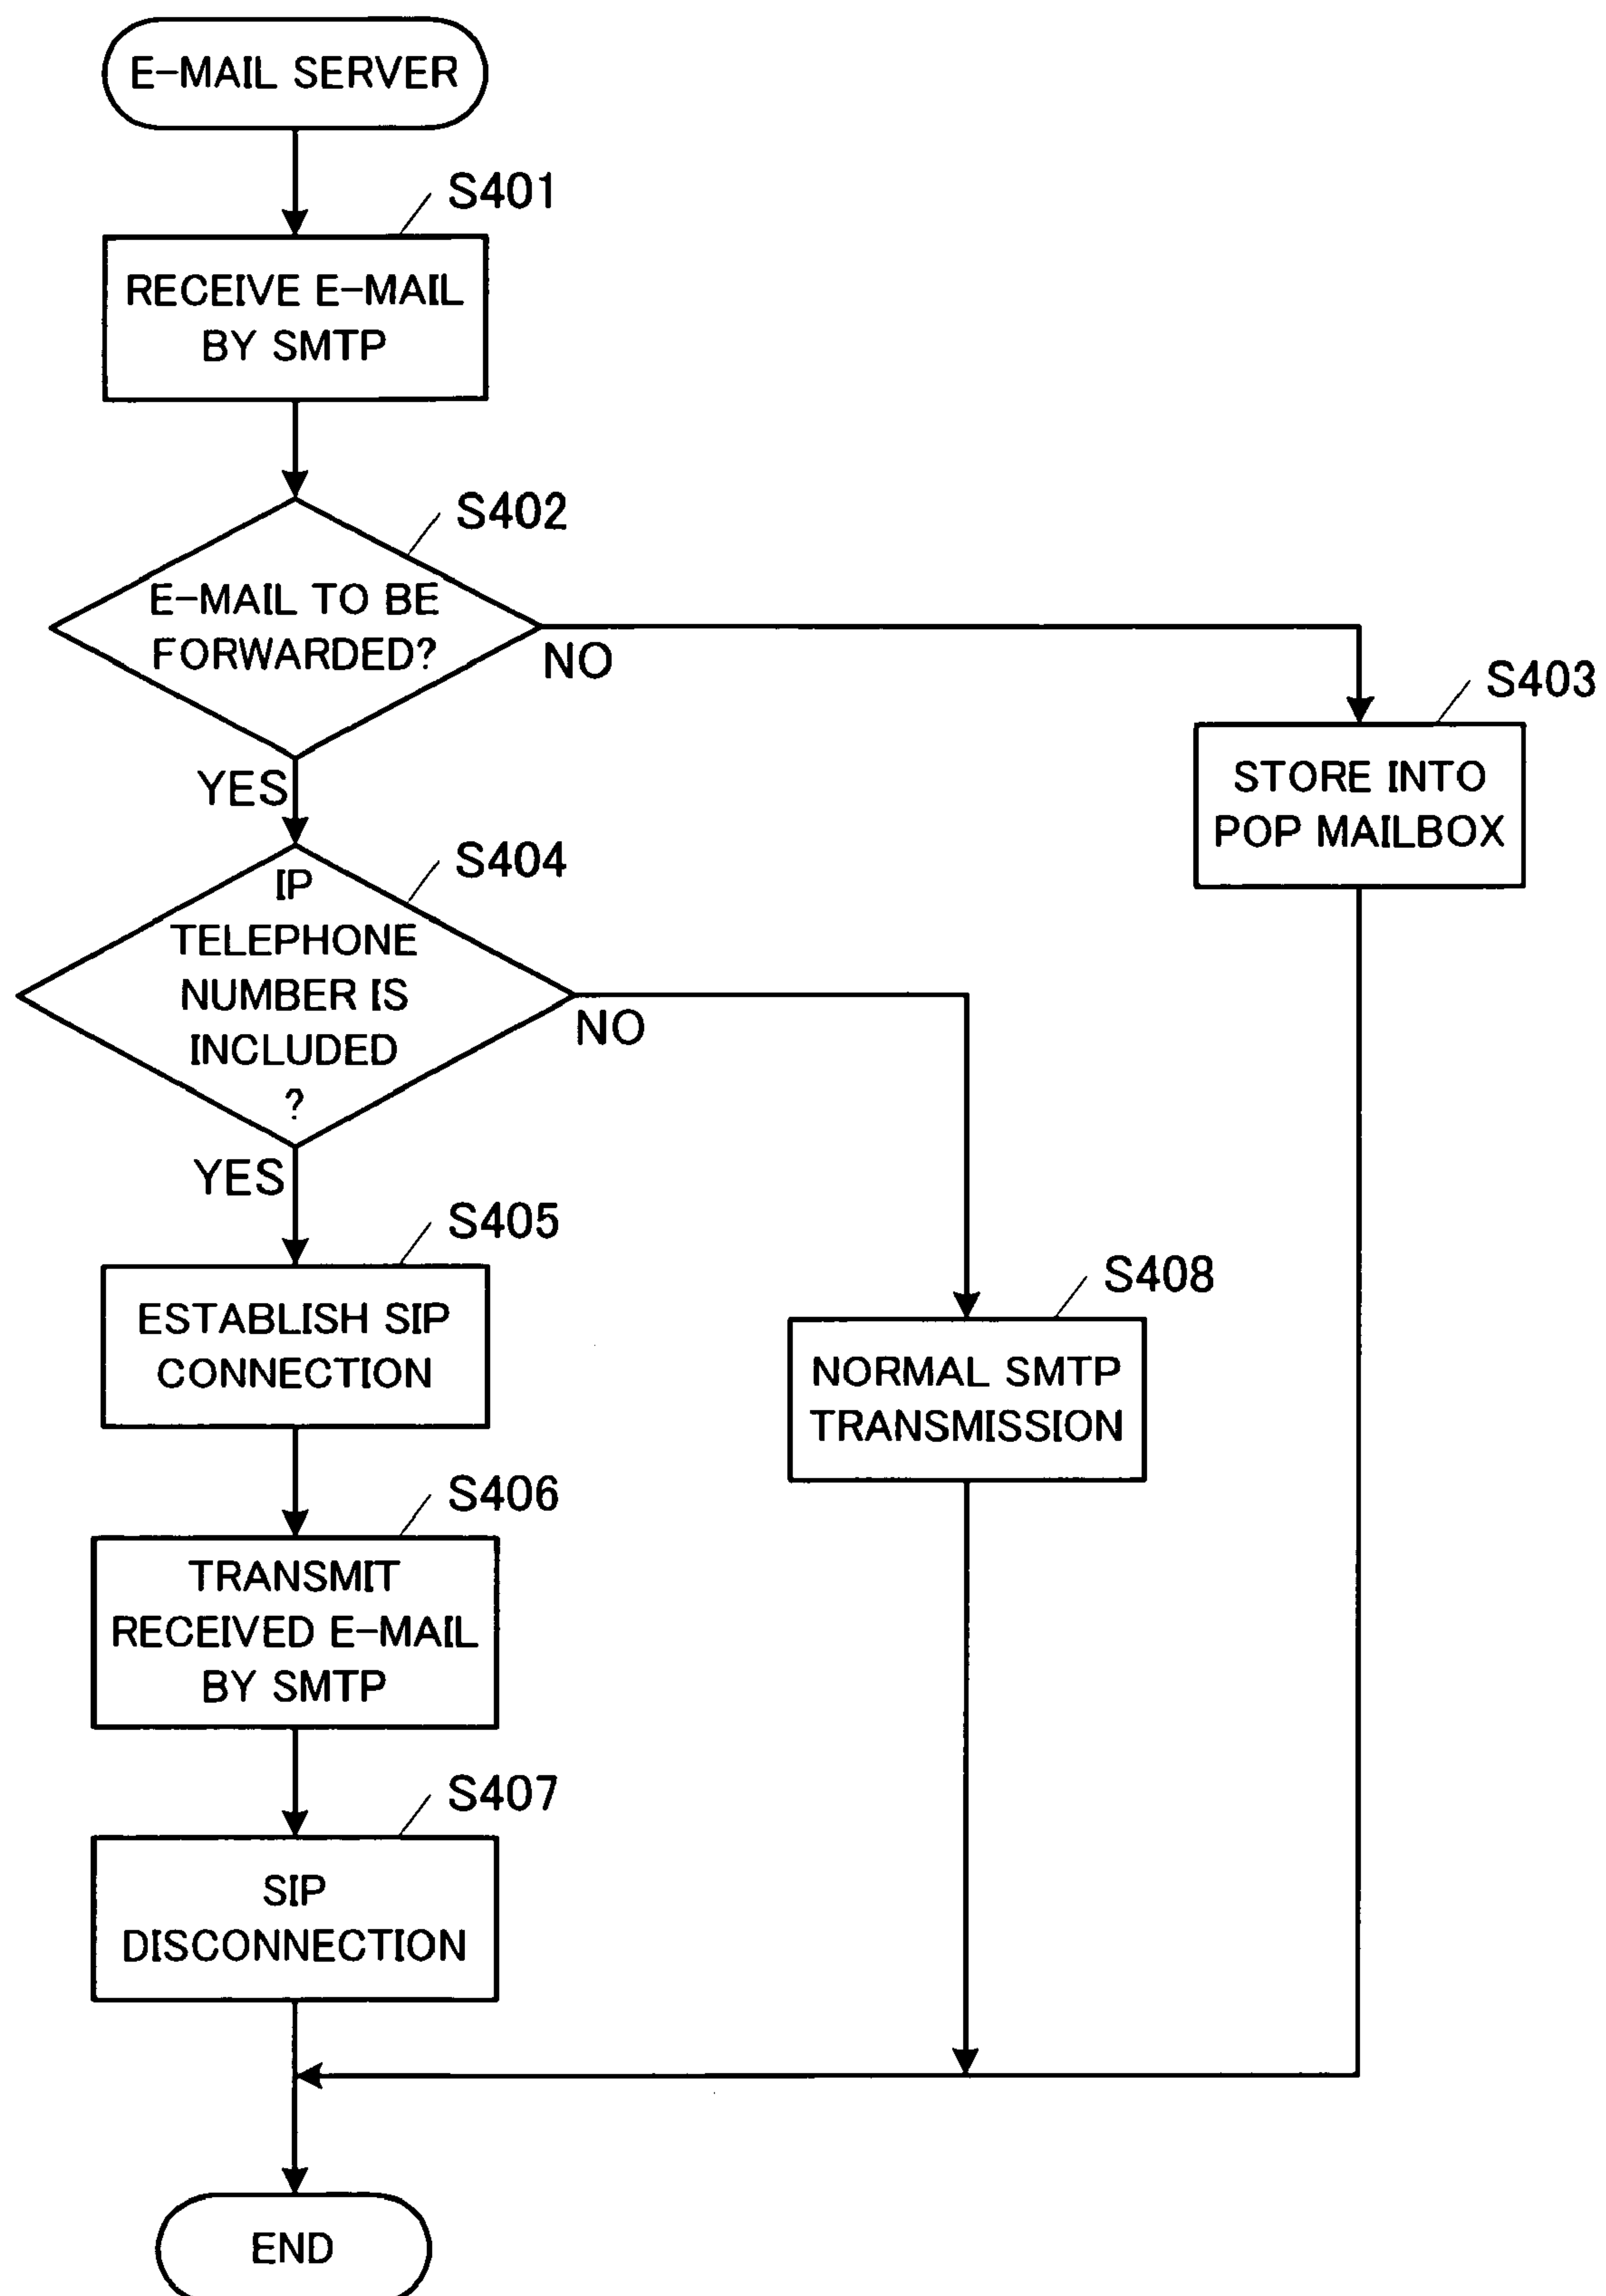 E-MAIL SERVER
S401
RECEIVE E-MAIL
BY SMTP
S402
E-MAIL TO BE
FORWARDED?
NO
YES
S403
STORE INTO
POP MAILBOX
S404
IP
TELEPHONE
NUMBER IS
INCLUDED
?
NO
YES
S405
ESTABLISH SIP
CONNECTION
S408
NORMAL SMTP
TRANSMISSION
S406
TRANSMIT
RECEIVED E-MAIL
BY SMTP
S407
SIP
DISCONNECTION
END